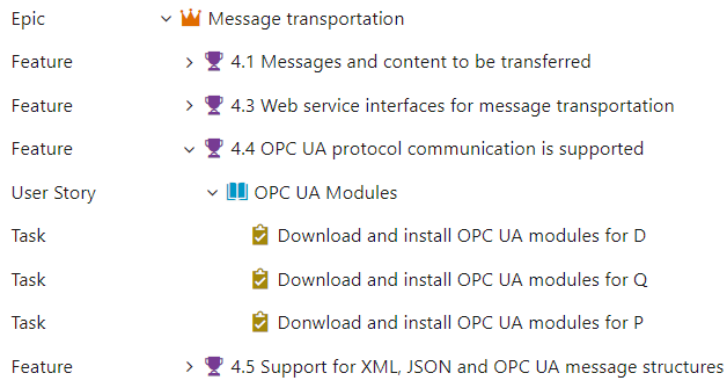 Epic Message transportation
Feature 4.1 Messages and content to be transferred
Feature 4.3 Web service interfaces for message transportation
Feature 4.4 OPC UA protocol communication is supported
User Story OPC UA Modules
Task Download and install OPC UA modules for D
Task Download and install OPC UA modules for Q
Task Donwload and install OPC UA modules for P
Feature 4.5 Support for XML, JSON and OPC UA message structures